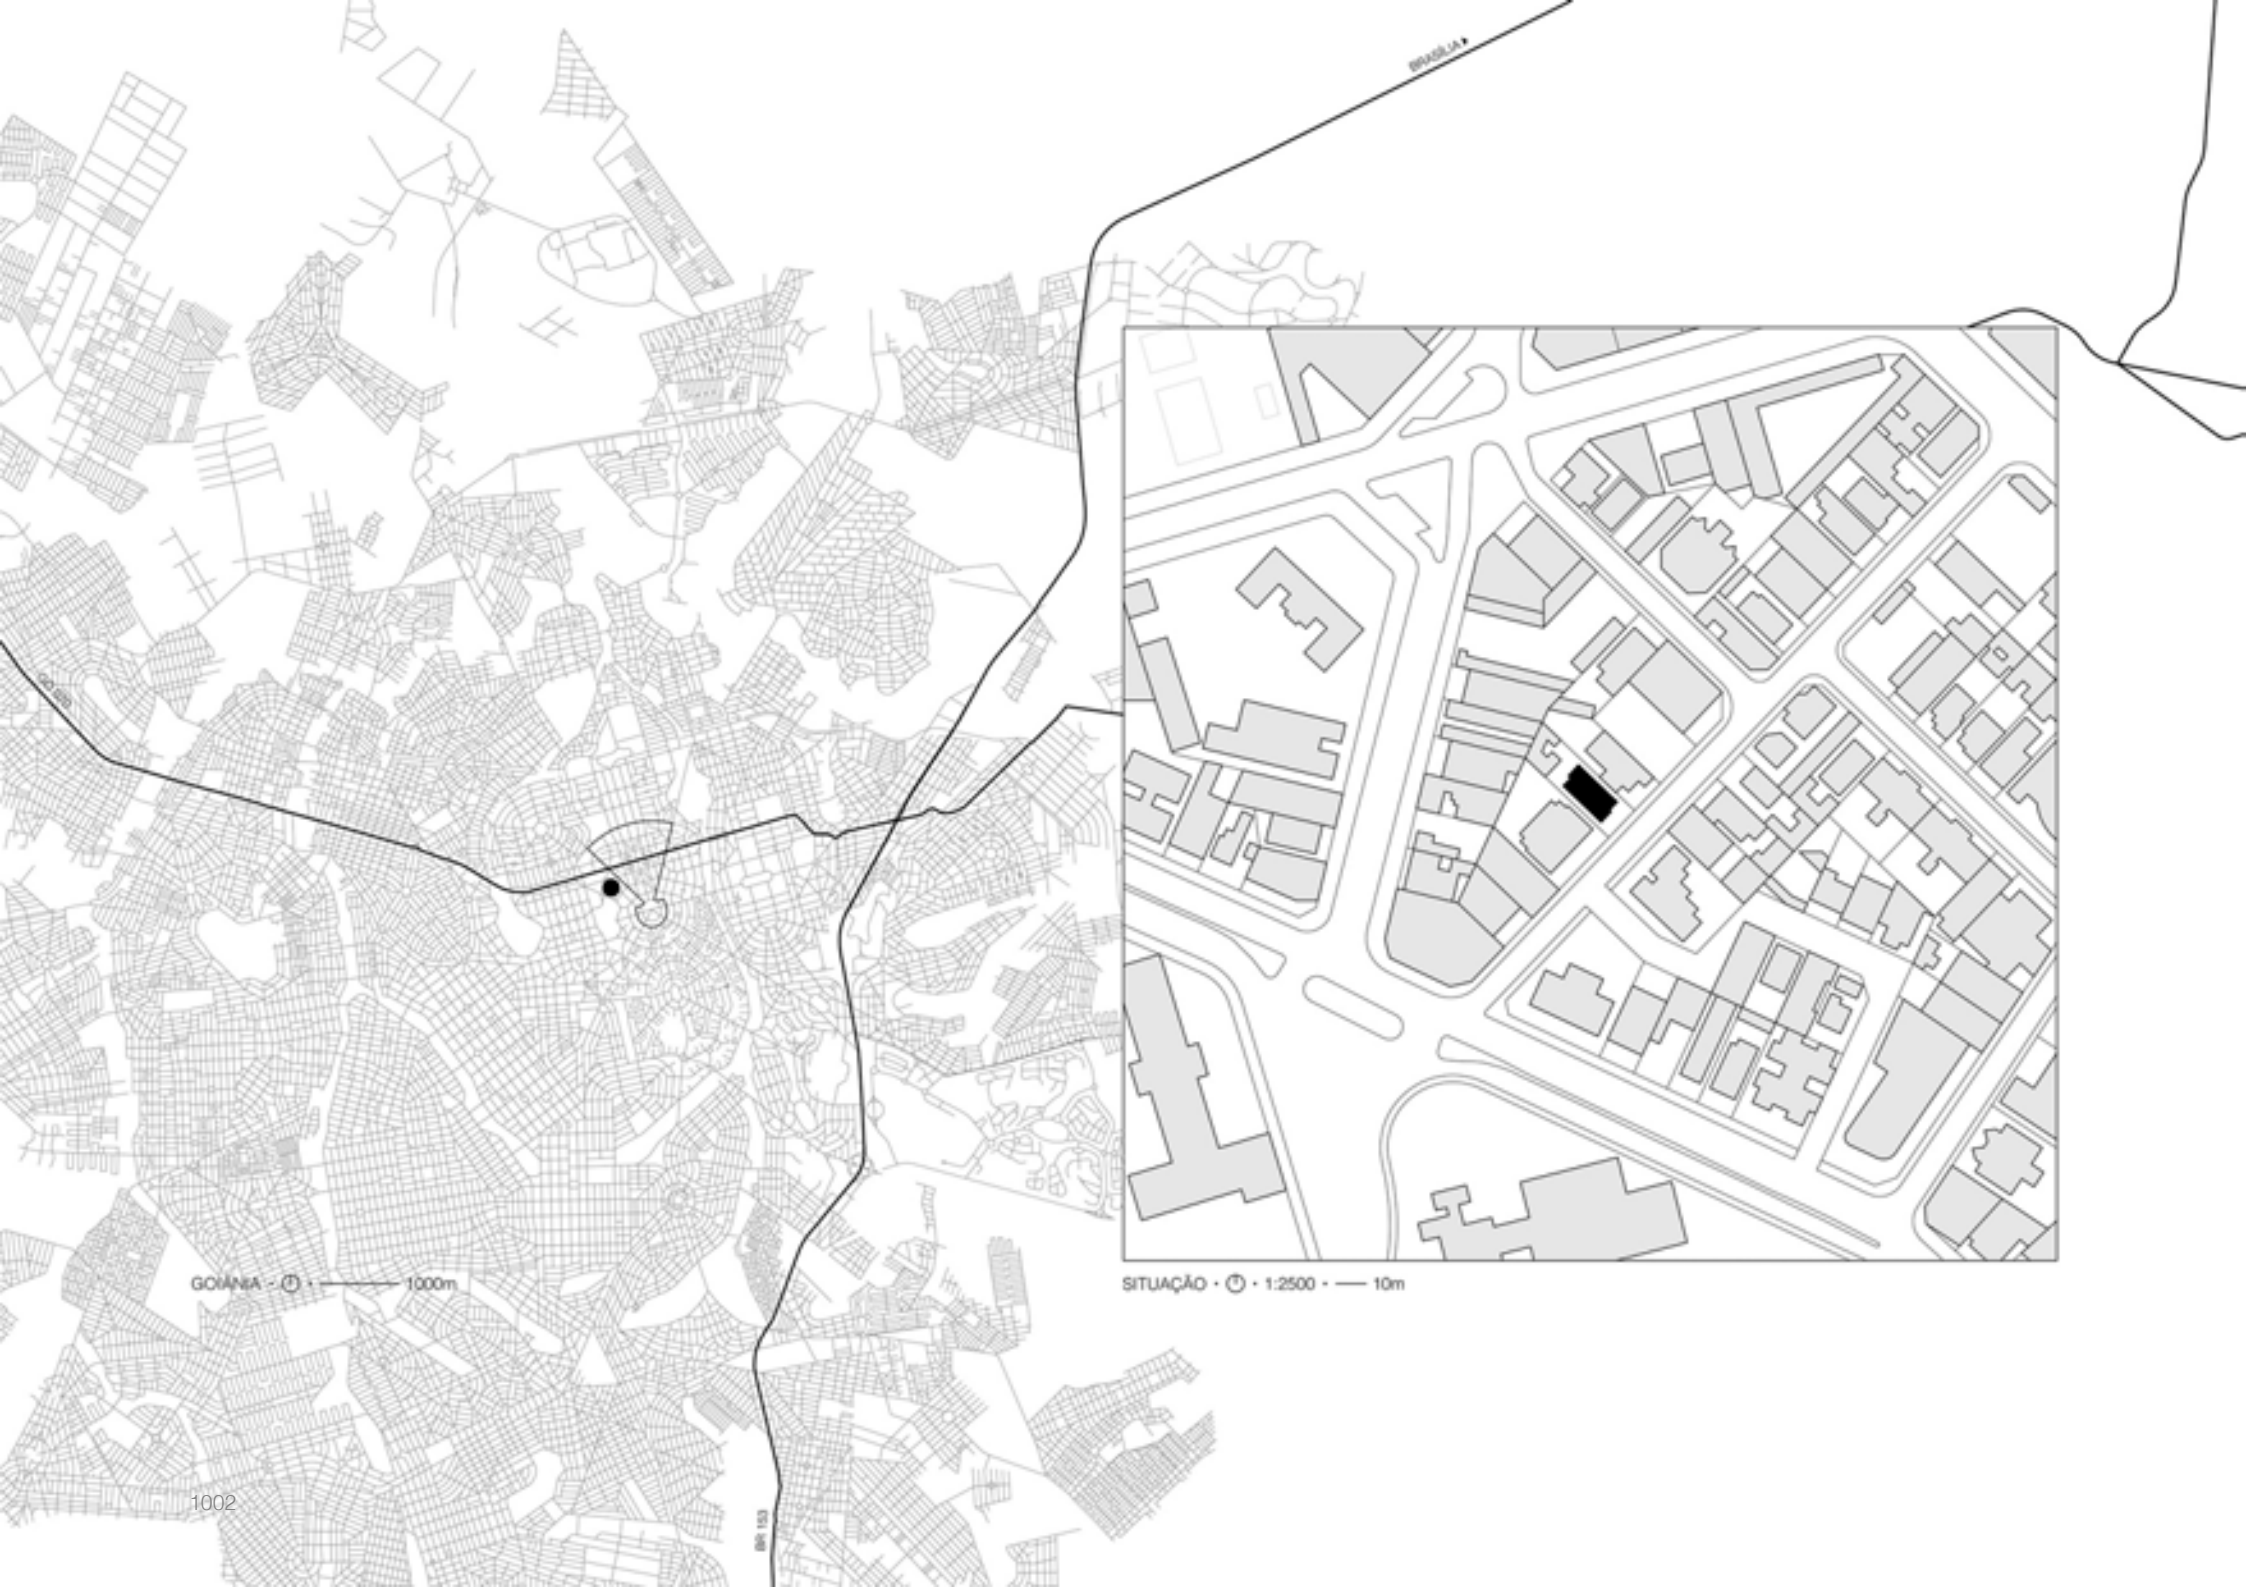 BRASÍLIA
GOIÂNIA · · 1000m
SITUAÇÃO · · 1:2500 · 10m
1002
BR 153